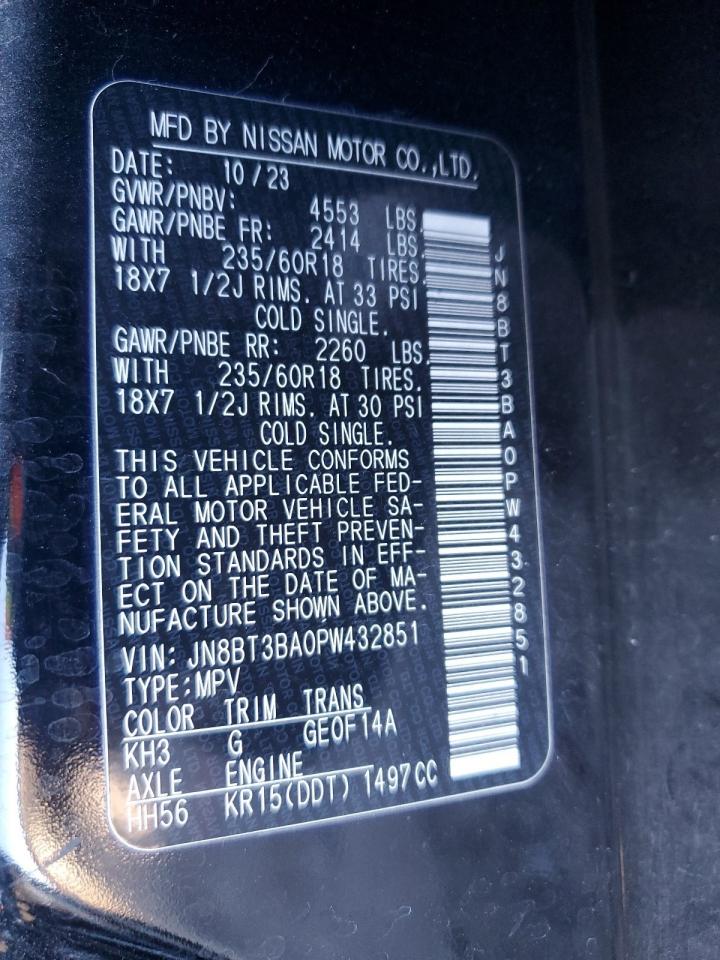 MFD BY NISSAN MOTOR CO.,LTD.
DATE: 10/23
GVWR/PNBV: 4553 LBS.
GAWR/PNBE FR: 2414 LBS.
WITH 235/60R18 TIRES.
18X7 1/2J RIMS. AT 33 PSI
COLD SINGLE.
GAWR/PNBE RR: 2260 LBS.
WITH 235/60R18 TIRES.
18X7 1/2J RIMS. AT 30 PSI
COLD SINGLE.
THIS VEHICLE CONFORMS
TO ALL APPLICABLE FED-
ERAL MOTOR VEHICLE SA-
FETY AND THEFT PREVEN-
TION STANDARDS IN EFF-
ECT ON THE DATE OF MA-
NUFACTURE SHOWN ABOVE.
VIN: JN8BT3BA0PW432851
TYPE:MPV
COLOR TRIM TRANS
KH3 G GE0F14A
AXLE ENGINE
HH56 KR15(DDT) 1497CC
JN8BT3BA0PW432851